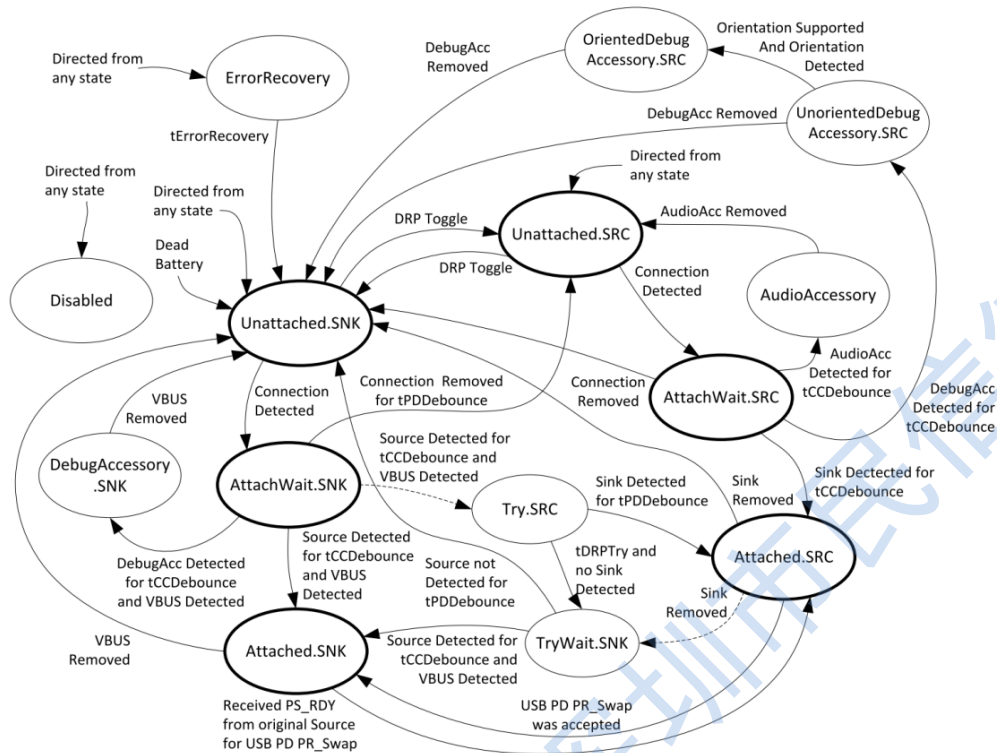 Directed from
any state
ErrorRecovery
tErrorRecovery
DebugAcc
Removed
OrientedDebug
Accessory.SRC
Orientation Supported
And Orientation
Detected
DebugAcc Removed
UnorientedDebug
Accessory.SRC
Directed from
any state
Disabled
Directed from
any state
Dead
Battery
DRP Toggle
DRP Toggle
Directed from
any state
Unattached.SRC
AudioAcc Removed
Connection
Detected
AudioAccessory
Unattached.SNK
AudioAcc
Detected for
tCCDebounce
DebugAcc
Detected for
tCCDebounce
AttachWait.SRC
Connection
Removed
VBUS
Removed
Connection
Detected
Connection Removed
for tPDDebounce
DebugAccessory
.SNK
AttachWait.SNK
Source Detected for
tCCDebounce and
VBUS Detected
Try.SRC
Sink Detected
for tPDDebounce
Sink
Removed
Sink Dectected for
tCCDebounce
Attached.SRC
DebugAcc Detected
for tCCDebounce
and VBUS Detected
Source Detected
for tCCDebounce
and VBUS
Detected
Source not
Detected for
tPDDebounce
tDRPTry and
no Sink
Detected
Sink
Removed
TryWait.SNK
VBUS
Removed
Attached.SNK
Source Detected for
tCCDebounce and
VBUS Detected
Received PS_RDY
from original Source
for USB PD PR_Swap
USB PD PR_Swap
was accepted
深圳市民信